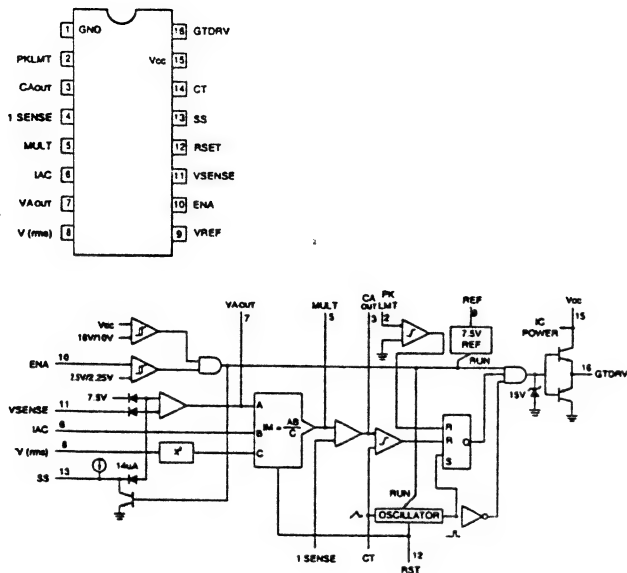 1 GND
16 GTDRV
PKLMT 2
Vcc 15
CAOUT 3
14 CT
1 SENSE 4
13 SS
MULT 5
12 RSET
IAC 6
11 VSENSE
VAOUT 7
10 ENA
V (rms) 8
9 VREF
VAOUT
7
MULT
5
CA
OUT
3
PK
LMT
2
REF
9
Vcc
15
IC
POWER
Vcc
16V/10V
7.5V
REF
RUN
ENA 10
2.5V/2.25V
16
GTDRV
15V
7.5V
VSENSE 11
A
IM = AB
C
IAC 6
B
R
R
S
Q
V (rms) 8
X²
C
SS 13
14uA
RUN
OSCILLATOR
1 SENSE
CT
12
RST